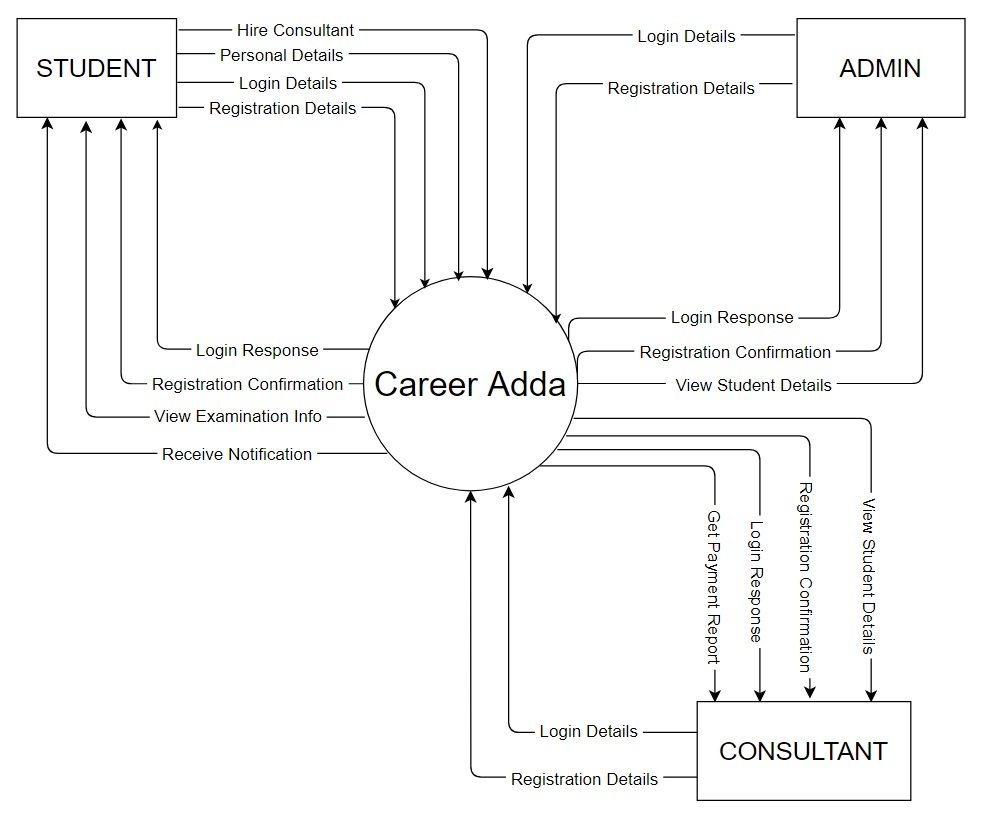 STUDENT
Hire Consultant
Personal Details
Login Details
Registration Details
Login Details
Registration Details
ADMIN
Login Response
Registration Confirmation
View Examination Info
Receive Notification
Career Adda
Login Response
Registration Confirmation
View Student Details
Get Payment Report
Login Response
Registration Confirmation
View Student Details
Login Details
Registration Details
CONSULTANT